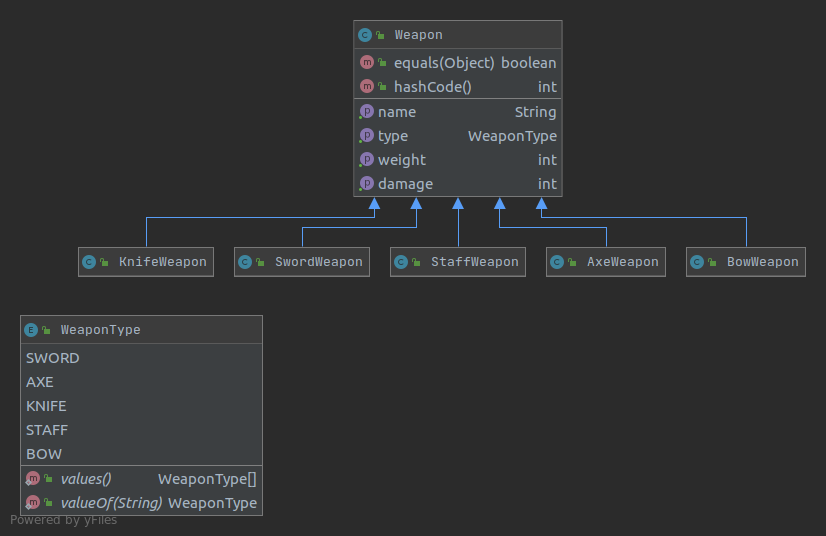 Weapon
equals(Object) boolean
hashCode() int
name String
type WeaponType
weight int
damage int
KnifeWeapon SwordWeapon StaffWeapon AxeWeapon BowWeapon
WeaponType
SWORD
AXE
KNIFE
STAFF
BOW
values() WeaponType[]
valueOf(String) WeaponType
Powered by yFiles